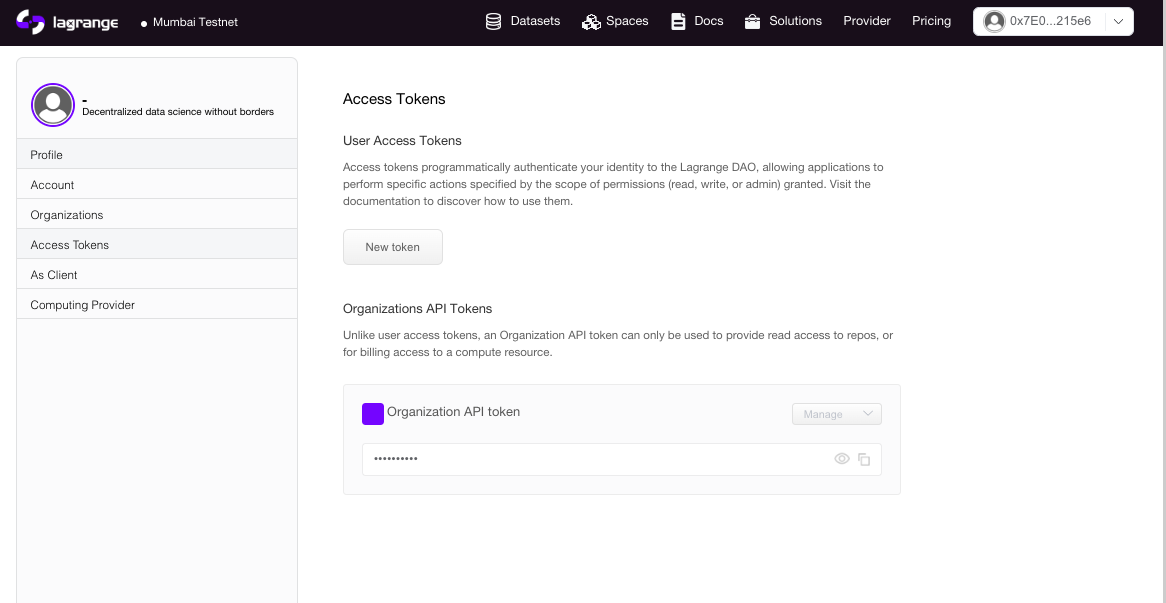 lagrange
Mumbai Testnet
Datasets
Spaces
Docs
Solutions
Provider
Pricing
0x7E0...215e6
-
Decentralized data science without borders
Profile
Account
Organizations
Access Tokens
As Client
Computing Provider
Access Tokens
User Access Tokens
Access tokens programmatically authenticate your identity to the Lagrange DAO, allowing applications to
perform specific actions specified by the scope of permissions (read, write, or admin) granted. Visit the
documentation to discover how to use them.
New token
Organizations API Tokens
Unlike user access tokens, an Organization API token can only be used to provide read access to repos, or
for billing access to a compute resource.
Organization API token
Manage
••••••••••